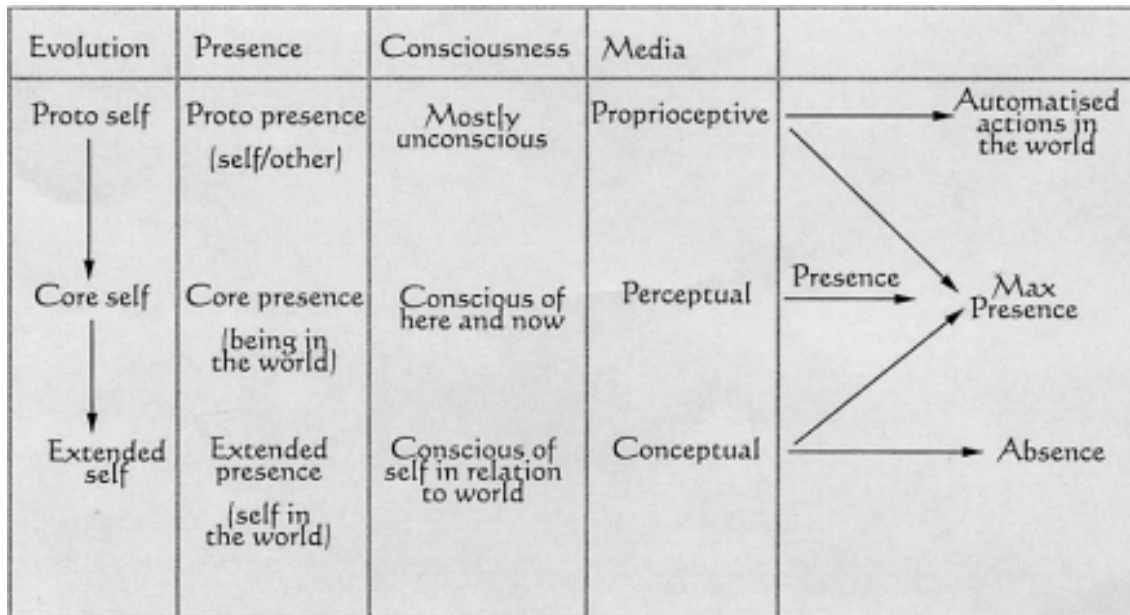 Evolution
Presence
Consciousness
Media
Proto self
Proto presence
(self/other)
Mostly
unconscious
Proprioceptive
Automatised
actions in
the world
Core self
Core presence
(being in
the world)
Conscious of
here and now
Perceptual
Presence
Max
Presence
Extended
self
Extended
presence
(self in
the world)
Conscious of
self in relation
to world
Conceptual
Absence